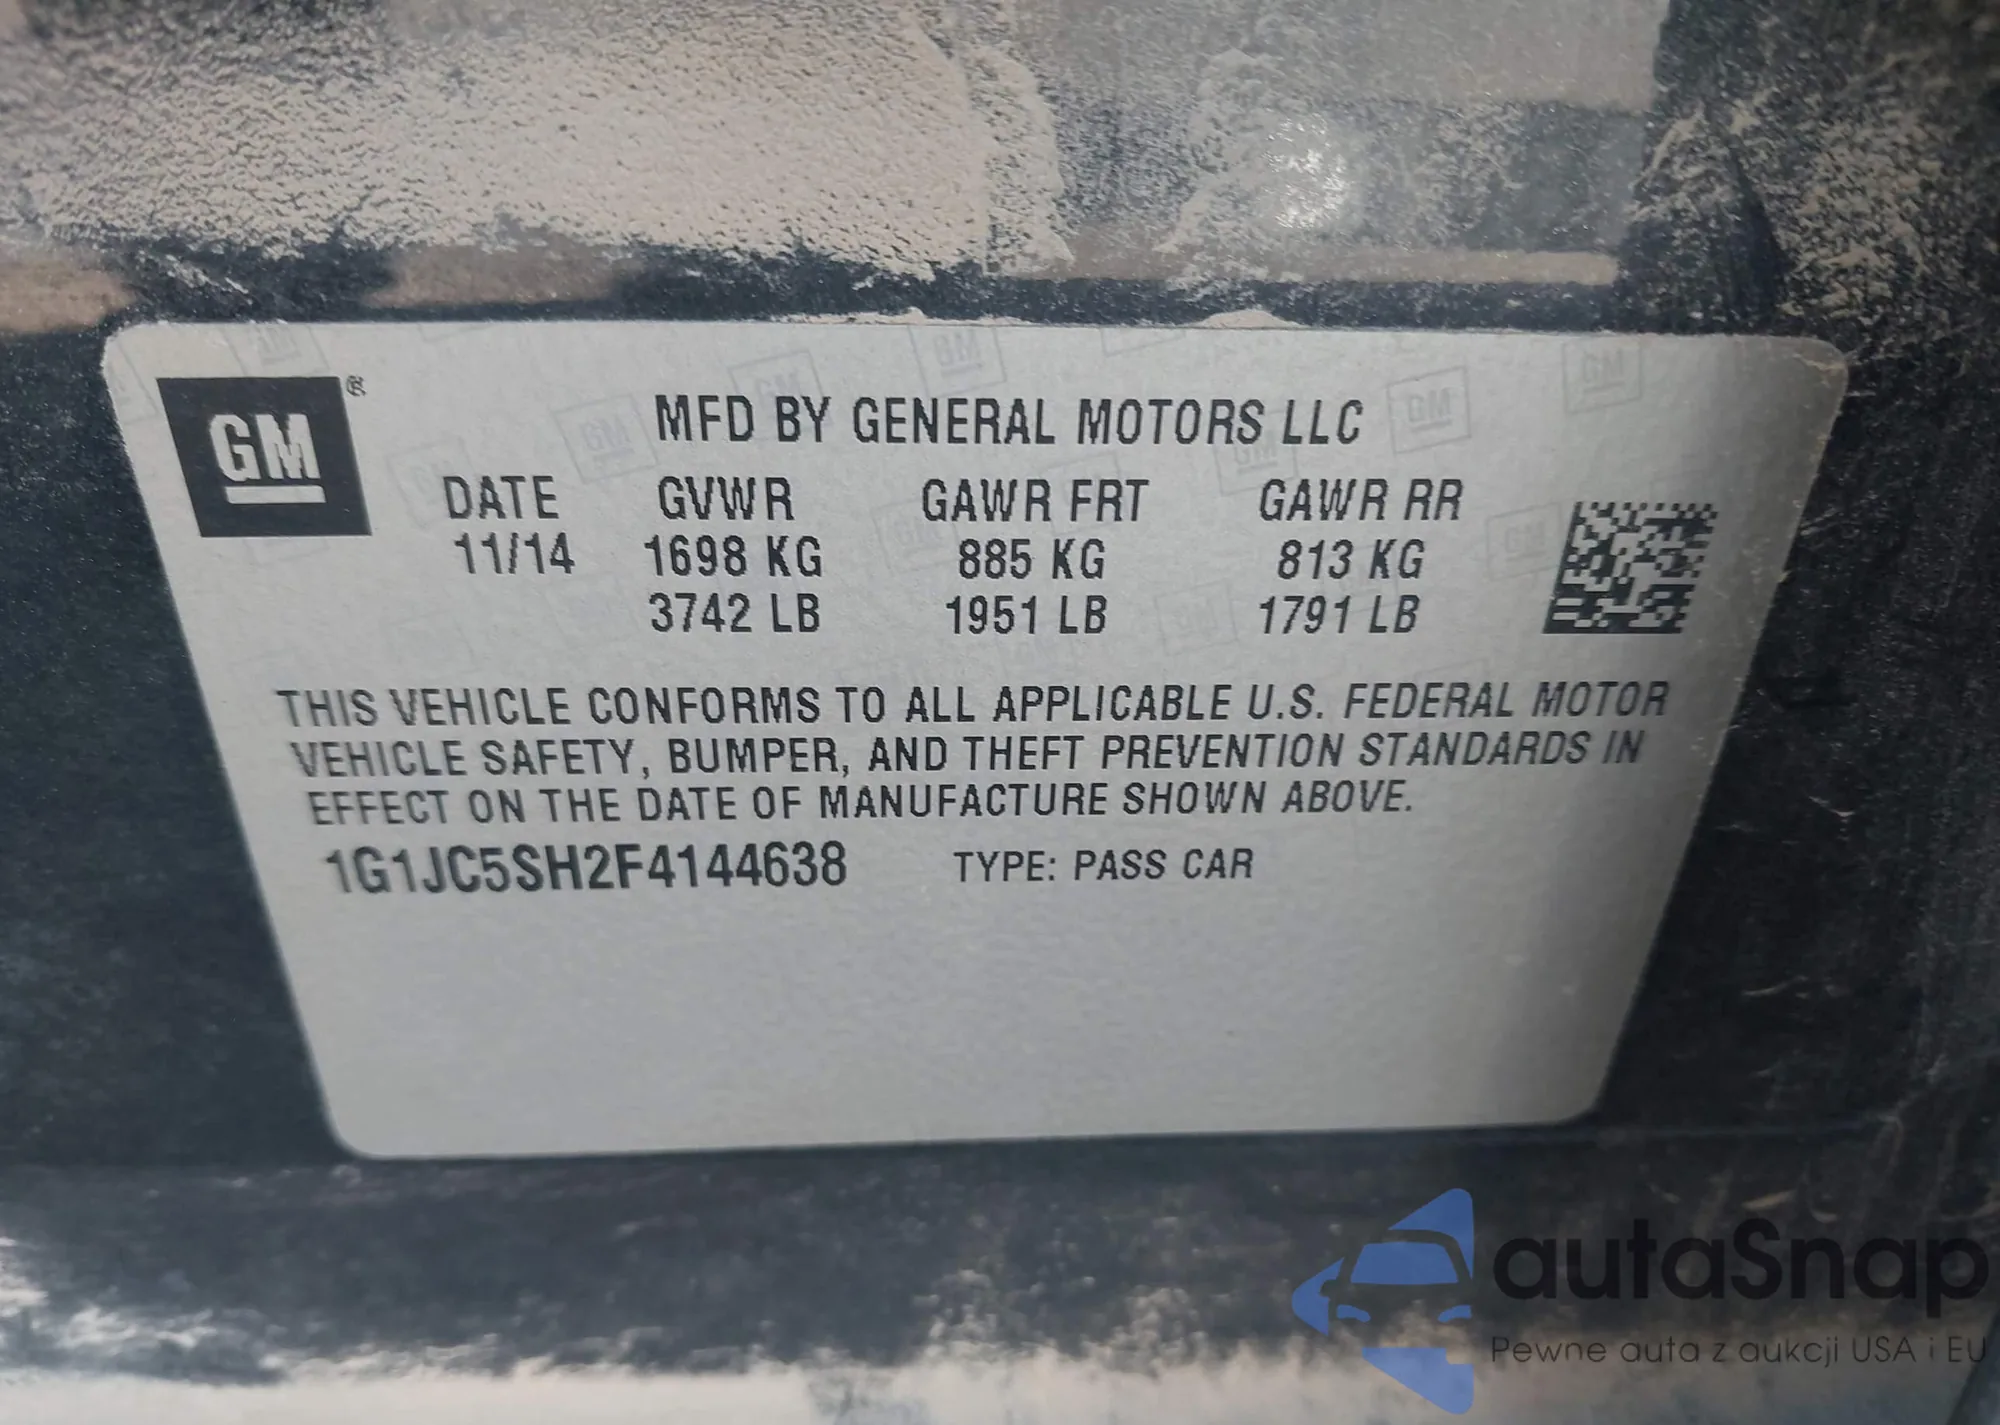 GM ®
MFD BY GENERAL MOTORS LLC
DATE GVWR GAWR FRT GAWR RR
11/14 1698 KG 885 KG 813 KG
3742 LB 1951 LB 1791 LB
THIS VEHICLE CONFORMS TO ALL APPLICABLE U.S. FEDERAL MOTOR
VEHICLE SAFETY, BUMPER, AND THEFT PREVENTION STANDARDS IN
EFFECT ON THE DATE OF MANUFACTURE SHOWN ABOVE.
1G1JC5SH2F4144638 TYPE: PASS CAR
autaSnap
Pewne auta z aukcji USA i EU